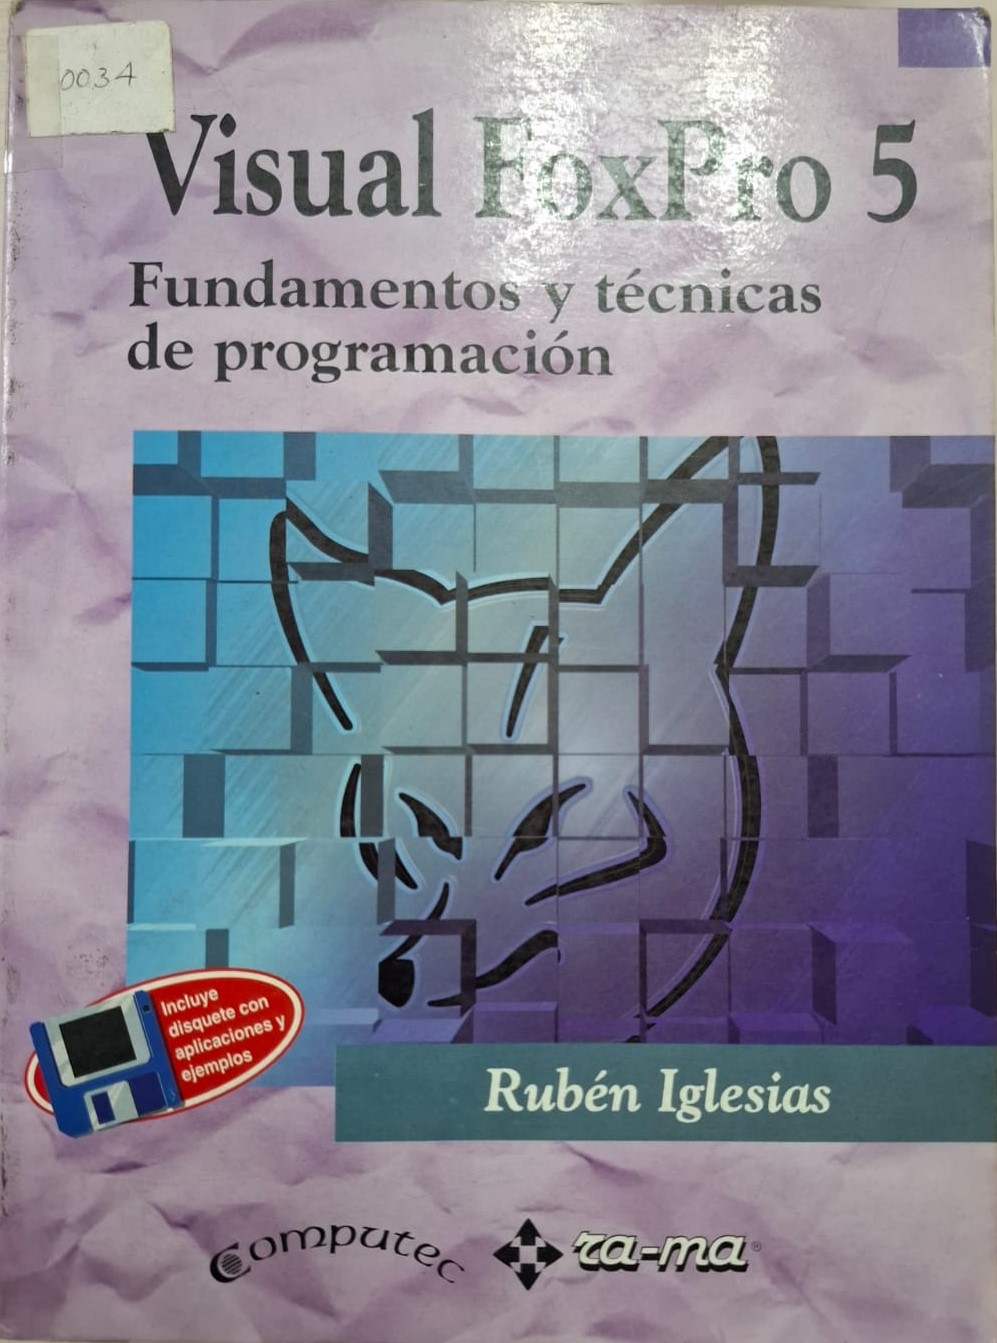 0034
Visual FoxPro 5
Fundamentos y técnicas
de programación
Incluye
disquete con
aplicaciones y
ejemplos
Rubén Iglesias
Computec
ra-ma®